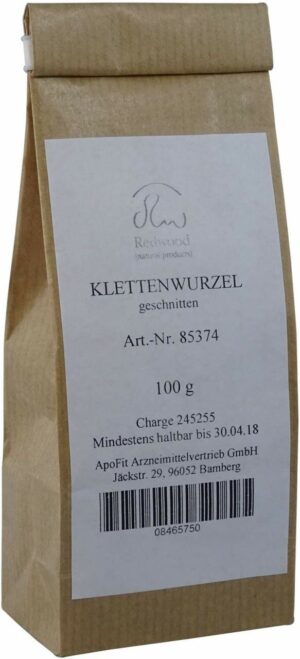 Redwood
(natural products)
KLETTENWURZEL
geschnitten
Art.-Nr. 85374
100 g
Charge 245255
Mindestens haltbar bis 30.04.18
ApoFit Arzneimittelvertrieb GmbH
Jäckstr. 29, 96052 Bamberg
08465750